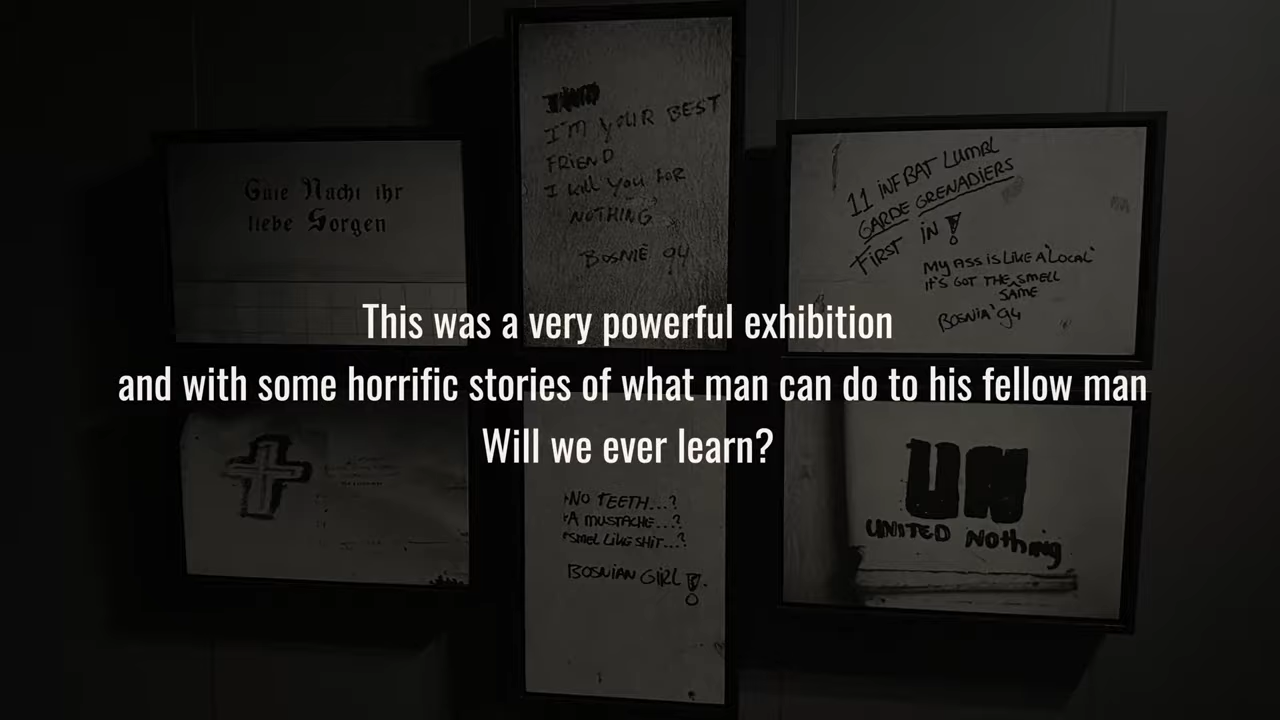 Gute Nacht ihr
liebe Sorgen
I'M YOUR BEST
FRIEND
I kill YOU FOR
NOTHING
BOSNIE 94
11 INF BAT LUMBL
GARDE GRENADIERS
FIRST IN!
MY ASS IS LIKE A 'LOCAL'
IT'S GOT THE SMELL
SAME
BOSNIA '94
This was a very powerful exhibition
and with some horrific stories of what man can do to his fellow man
Will we ever learn?
NO TEETH...?
A MUSTACHE...?
SMEL LIKE SHIT...?
BOSNIAN GIRL!
UN
UNITED NOTHING